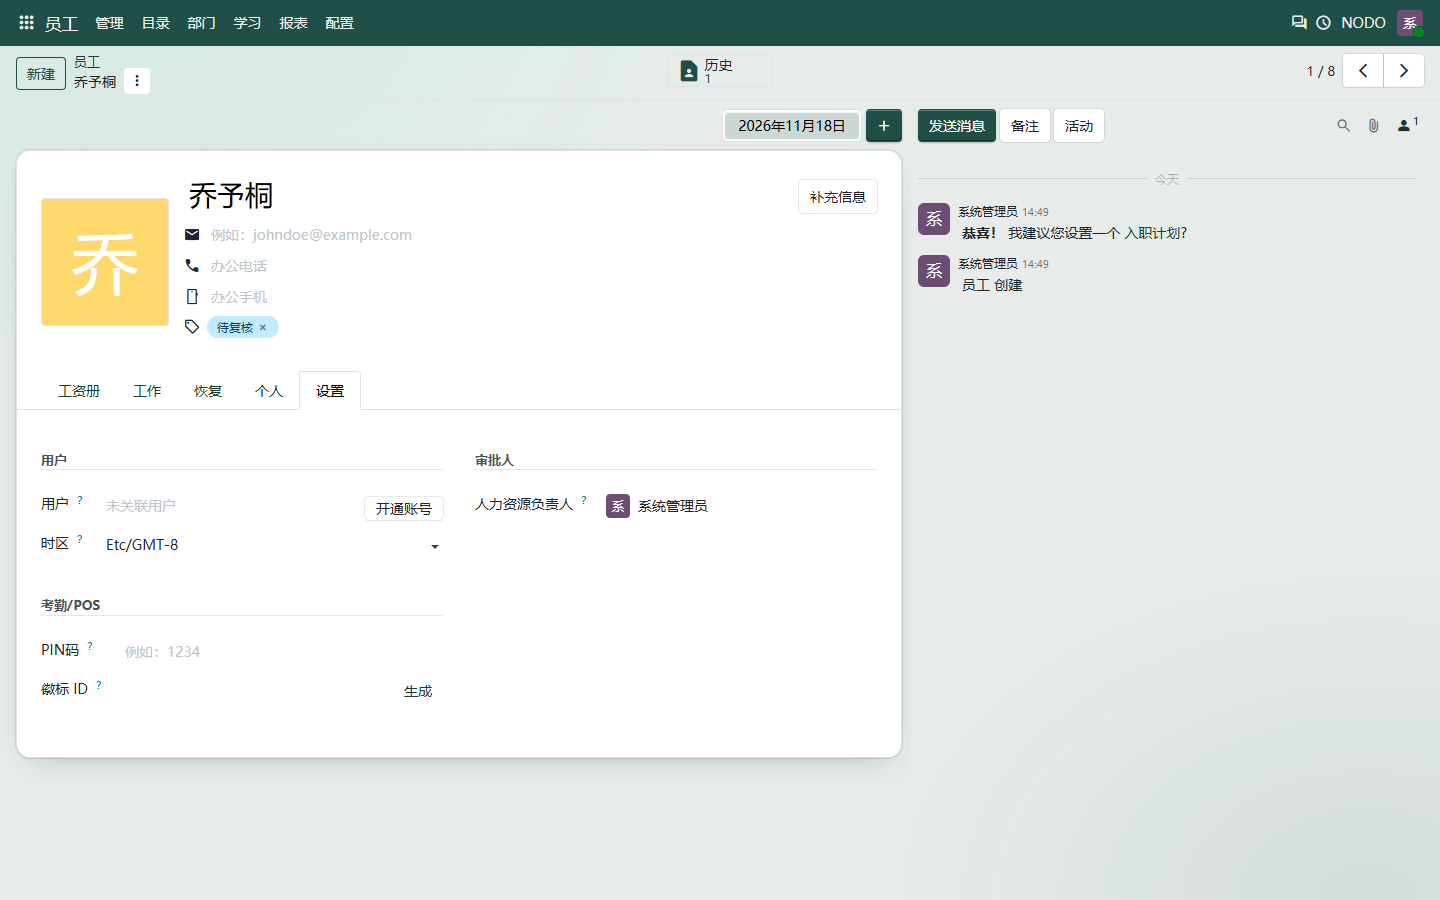 员工 管理 目录 部门 学习 报表 配置 NODO 系
新建
员工
乔予桐
历史
1
1 / 8
2026年11月18日 +
发送消息 备注 活动 1
乔
乔予桐
补充信息
例如：johndoe@example.com
办公电话
办公手机
待复核 ×
工资册 工作 恢复 个人 设置
用户
用户 ? 未关联用户 开通账号
时区 ? Etc/GMT-8
审批人
人力资源负责人 ? 系 系统管理员
考勤/POS
PIN码 ? 例如：1234
徽标 ID ? 生成
今天
系 系统管理员 14:49
恭喜！ 我建议您设置一个 入职计划?
系 系统管理员 14:49
员工 创建